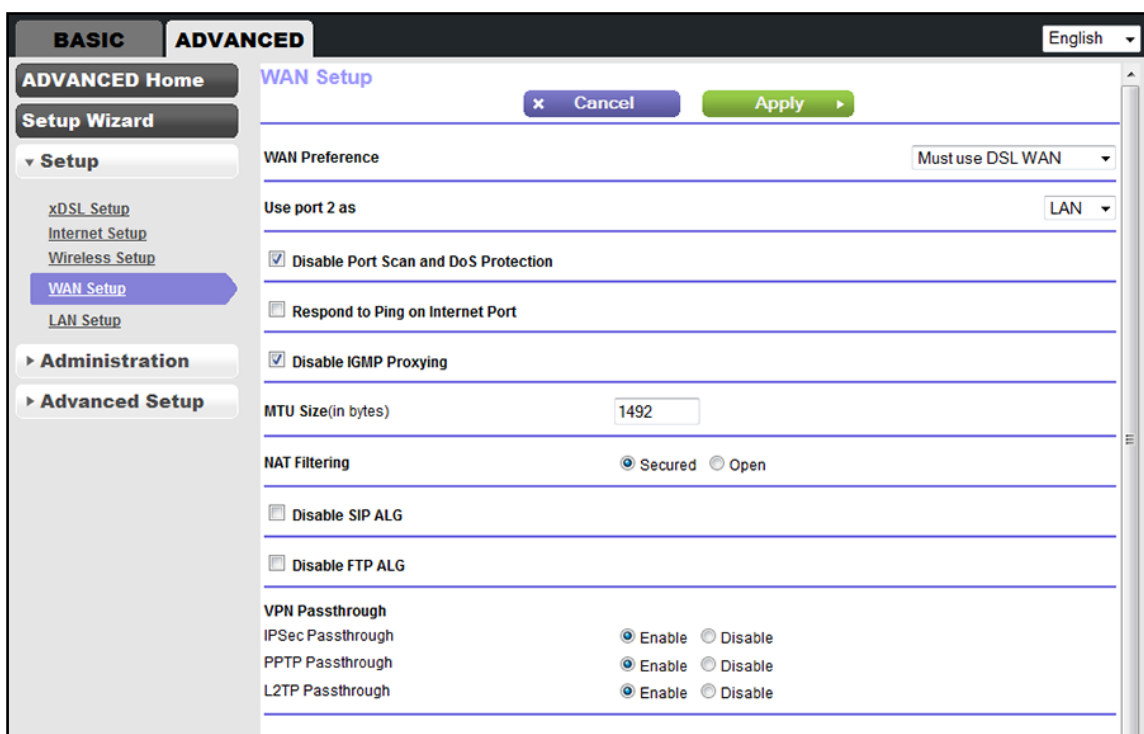 BASIC
ADVANCED
English
ADVANCED Home
Setup Wizard
Setup
xDSL Setup
Internet Setup
Wireless Setup
WAN Setup
LAN Setup
Administration
Advanced Setup
WAN Setup
Cancel
Apply
WAN Preference
Must use DSL WAN
Use port 2 as
LAN
Disable Port Scan and DoS Protection
Respond to Ping on Internet Port
Disable IGMP Proxying
MTU Size(in bytes)
1492
NAT Filtering
Secured
Open
Disable SIP ALG
Disable FTP ALG
VPN Passthrough
IPSec Passthrough
Enable
Disable
PPTP Passthrough
Enable
Disable
L2TP Passthrough
Enable
Disable